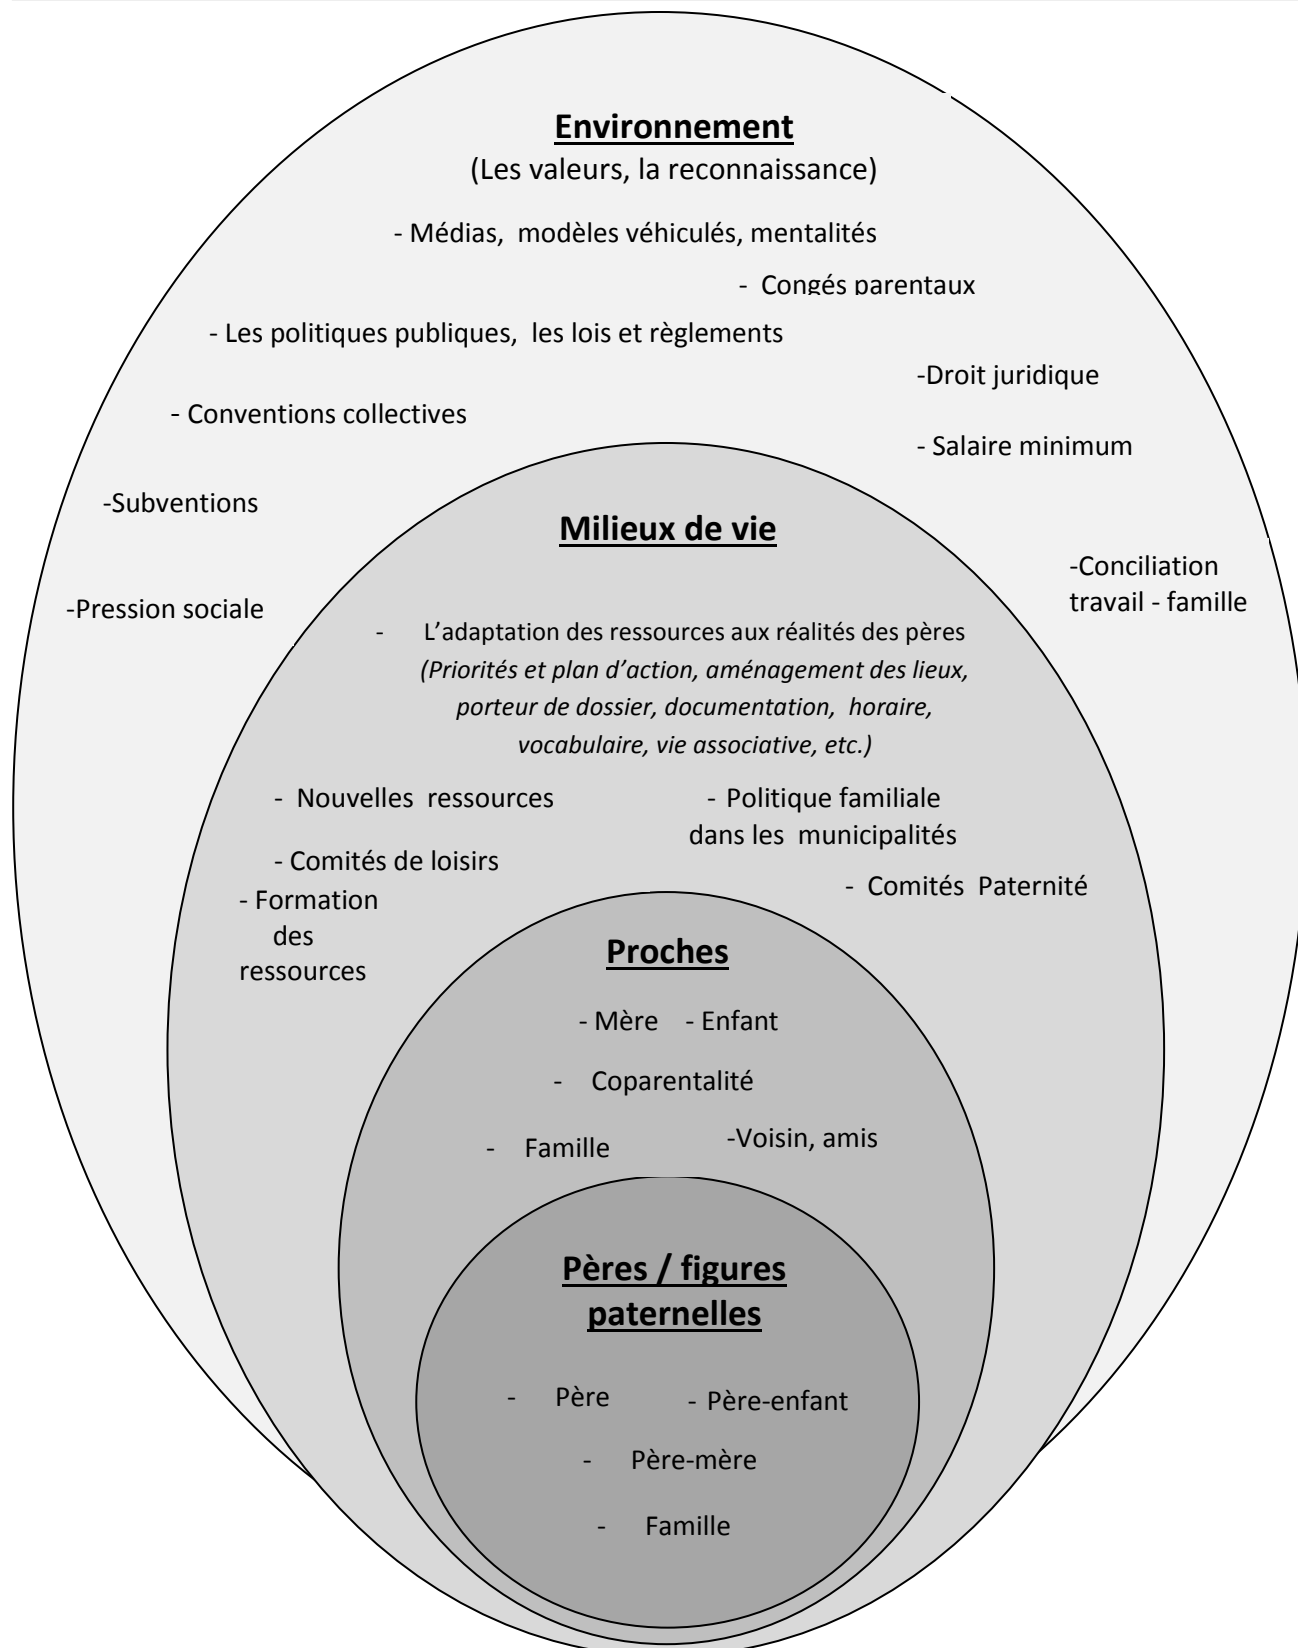 Environnement
(Les valeurs, la reconnaissance)
- Médias, modèles véhiculés, mentalités
- Congés parentaux
- Les politiques publiques, les lois et règlements
-Droit juridique
- Conventions collectives
- Salaire minimum
-Subventions
Milieux de vie
-Conciliation
travail - famille
-Pression sociale
- L’adaptation des ressources aux réalités des pères
(Priorités et plan d’action, aménagement des lieux,
porteur de dossier, documentation, horaire,
vocabulaire, vie associative, etc.)
- Nouvelles ressources
- Politique familiale
dans les municipalités
- Comités de loisirs
- Comités Paternité
- Formation
des
ressources
Proches
- Mère - Enfant
- Coparentalité
- Famille
-Voisin, amis
Pères / figures
paternelles
- Père
- Père-enfant
- Père-mère
- Famille